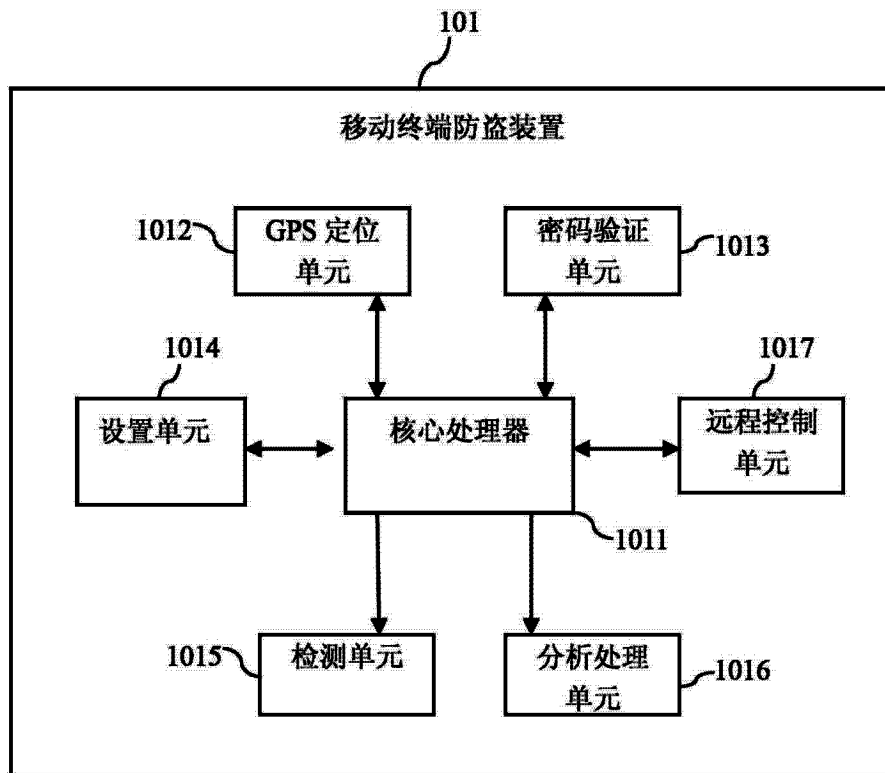 101
移动终端防盗装置
1012
GPS 定位
单元
密码验证
单元
1013
1014
设置单元
核心处理器
1017
远程控制
单元
1011
1015
检测单元
分析处理
单元
1016